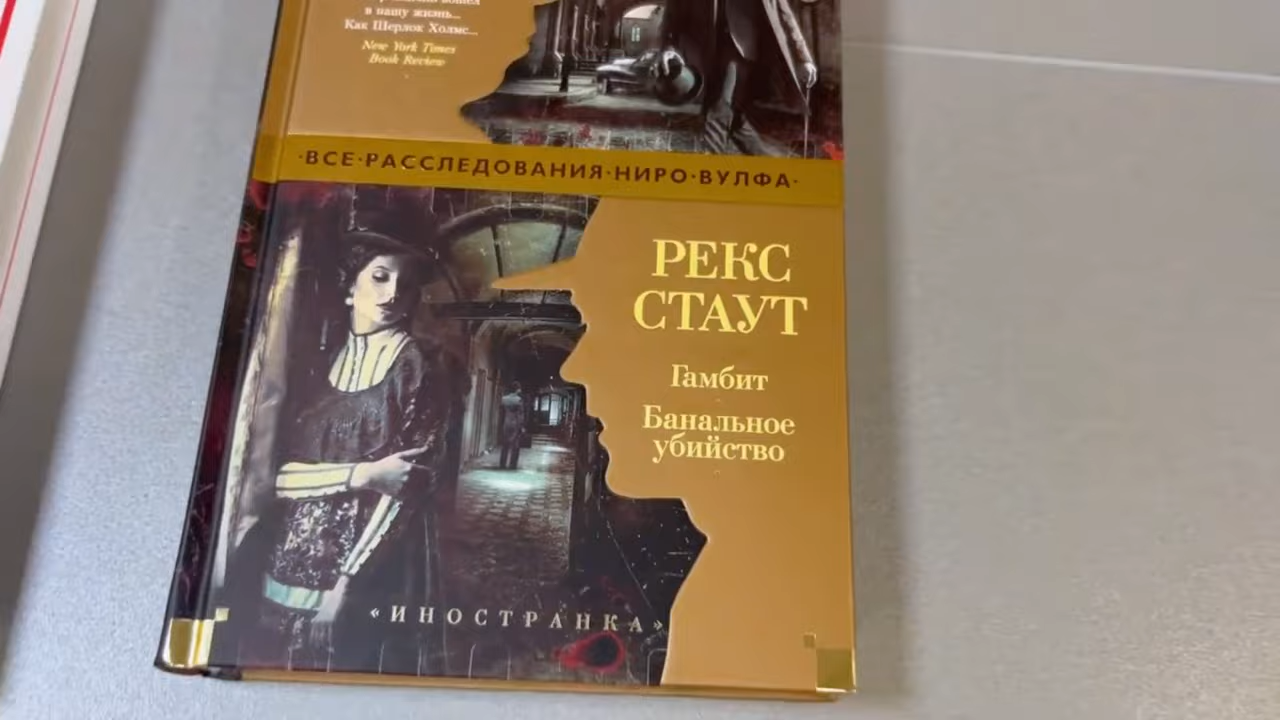 в нашу жизнь...
Как Шерлок Холмс...
New York Times
Book Review
·ВСЕ·РАССЛЕДОВАНИЯ·НИРО·ВУЛФА·
РЕКС
СТАУТ
Гамбит
Банальное
убийство
«ИНОСТРАНКА»